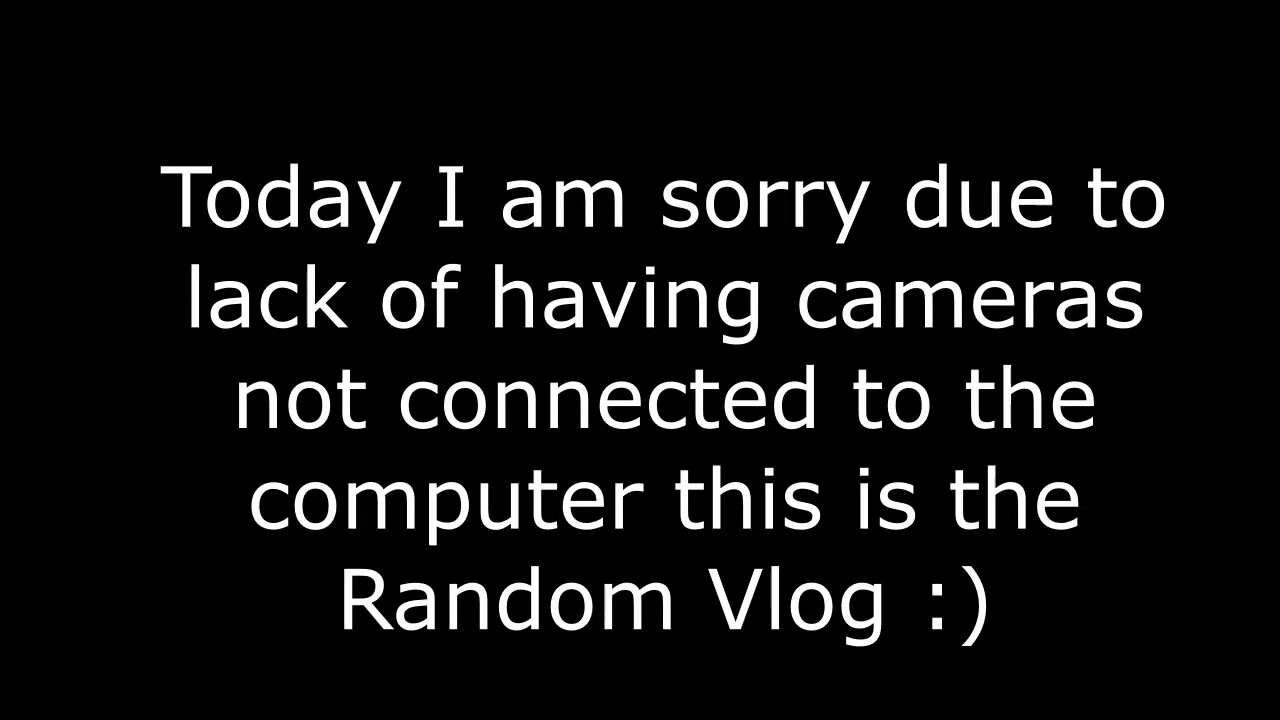 Today I am sorry due to
lack of having cameras
not connected to the
computer this is the
Random Vlog :)